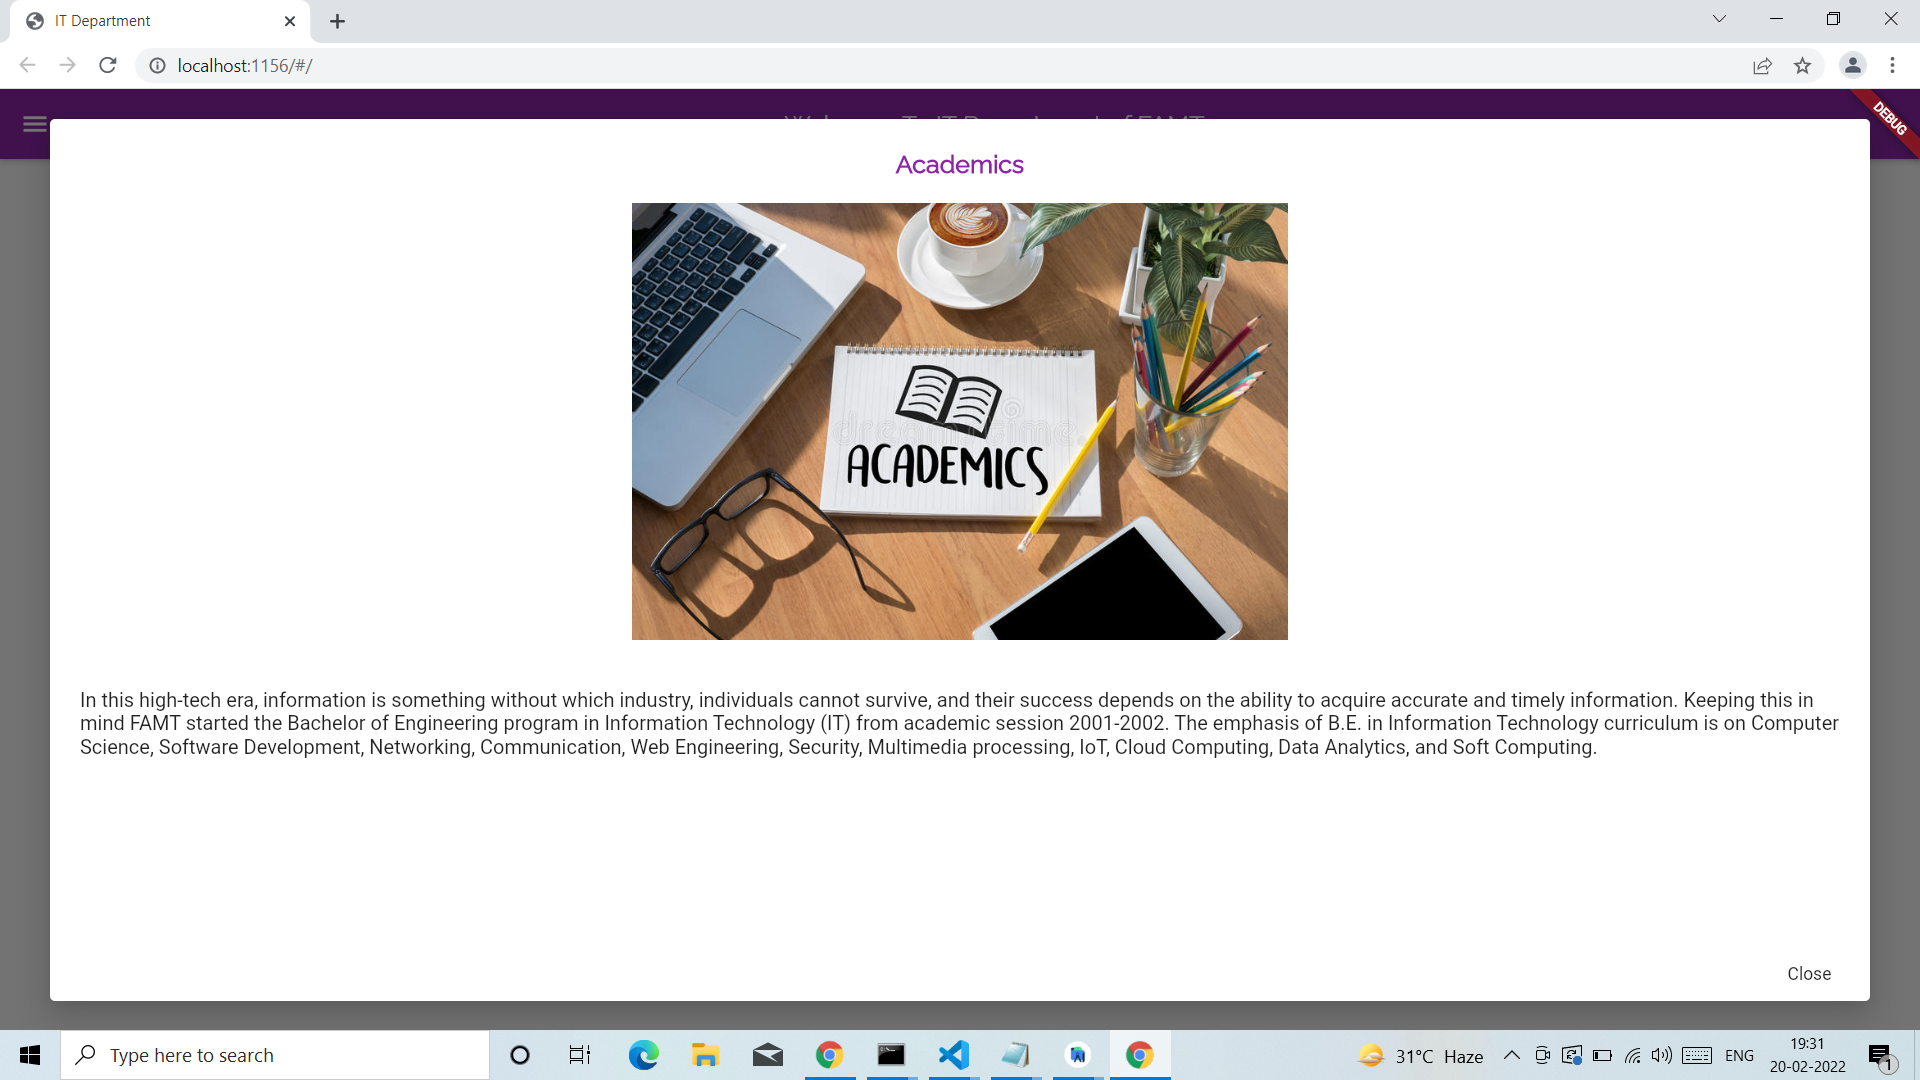 IT Department
localhost:1156/#/
DEBUG
Academics
ACADEMICS
In this high-tech era, information is something without which industry, individuals cannot survive, and their success depends on the ability to acquire accurate and timely information. Keeping this in
mind FAMT started the Bachelor of Engineering program in Information Technology (IT) from academic session 2001-2002. The emphasis of B.E. in Information Technology curriculum is on Computer
Science, Software Development, Networking, Communication, Web Engineering, Security, Multimedia processing, IoT, Cloud Computing, Data Analytics, and Soft Computing.
Close
Type here to search
31°C Haze
ENG
19:31
20-02-2022
1